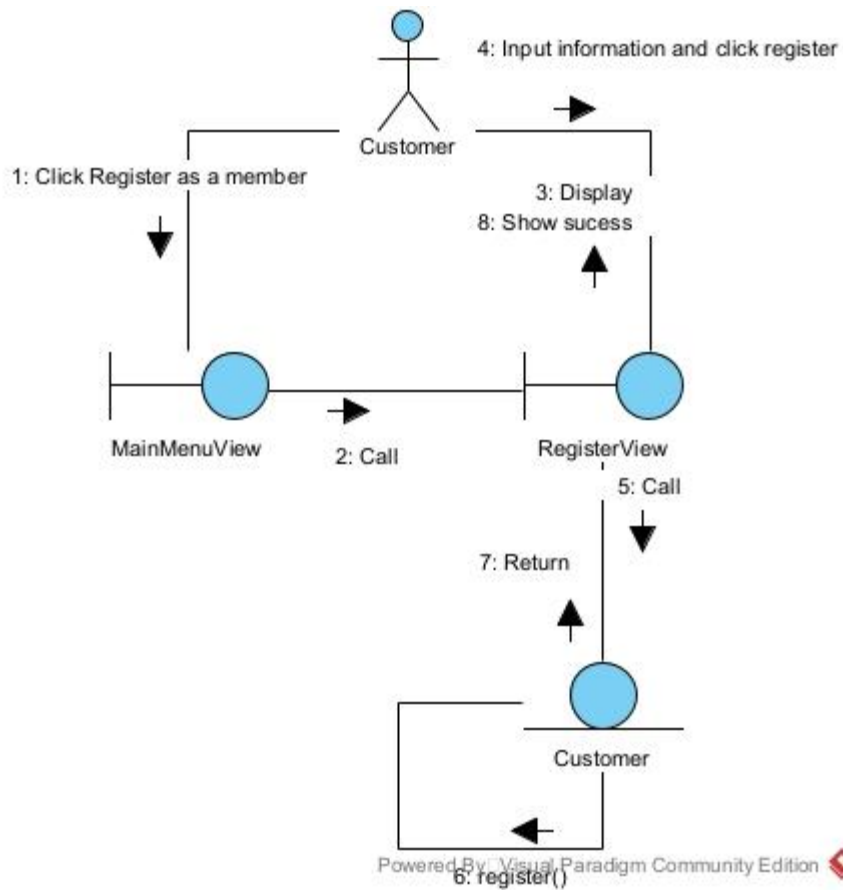 4: Input information and click register
Customer
1: Click Register as a member
3: Display
8: Show sucess
MainMenuView
RegisterView
2: Call
5: Call
7: Return
Customer
Powered By Visual Paradigm Community Edition
6: register()